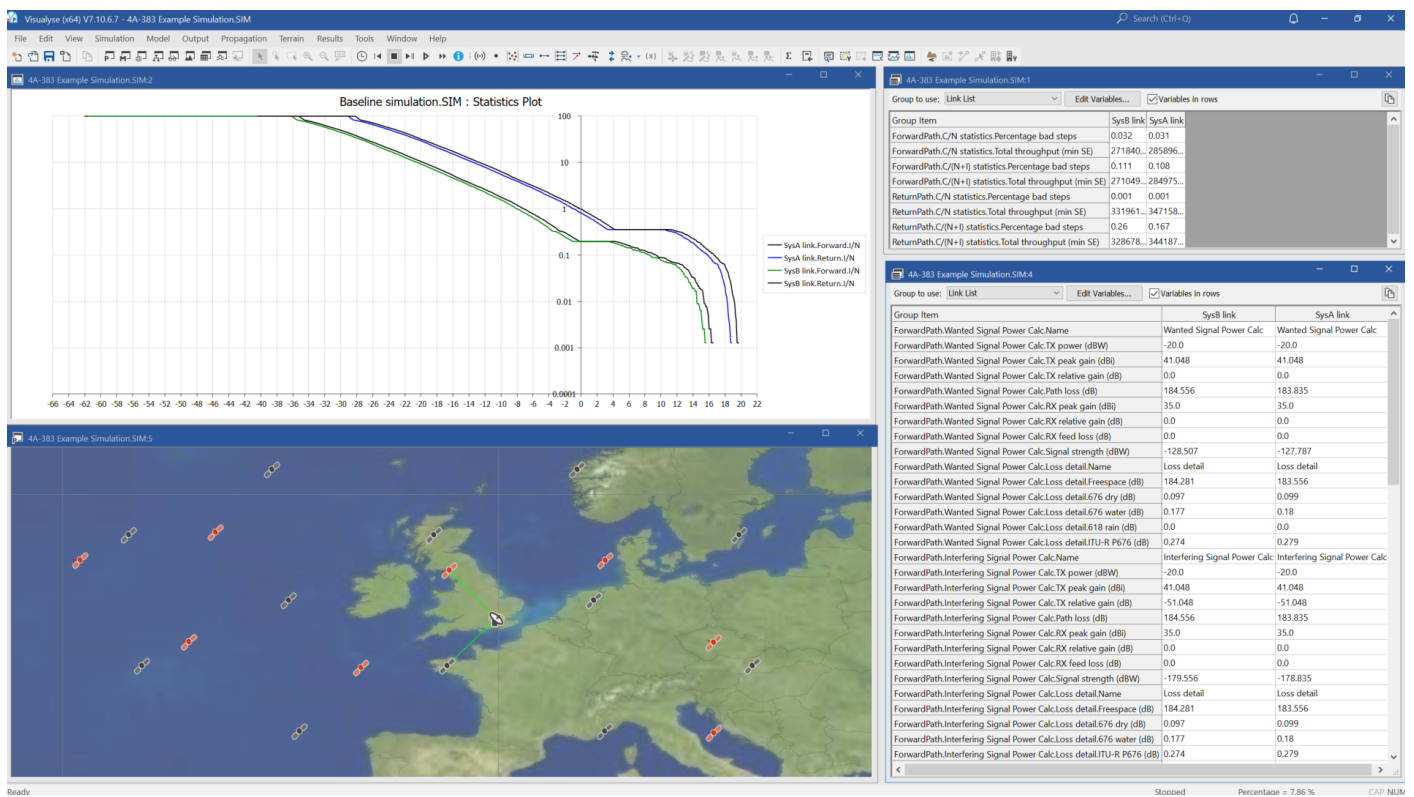 Visualyse (x64) V7.10.6.7 - 4A-383 Example Simulation.SIM
Search (Ctrl+Q)
File Edit View Simulation Model Output Propagation Terrain Results Tools Window Help
4A-383 Example Simulation.SIM:2
Baseline simulation.SIM : Statistics Plot
100
10
1
0.1
0.01
0.001
0.0001
-66 -64 -62 -60 -58 -56 -54 -52 -50 -48 -46 -44 -42 -40 -38 -36 -34 -32 -30 -28 -26 -24 -22 -20 -18 -16 -14 -12 -10 -8 -6 -4 -2 0 2 4 6 8 10 12 14 16 18 20 22
SysA link.Forward.I/N
SysA link.Return.I/N
SysB link.Forward.I/N
SysB link.Return.I/N
4A-383 Example Simulation.SIM:5
4A-383 Example Simulation.SIM:1
Group to use: Link List Edit Variables... Variables in rows
Group Item SysB link SysA link
ForwardPath.C/N statistics.Percentage bad steps 0.032 0.031
ForwardPath.C/N statistics.Total throughput (min SE) 271840... 285896...
ForwardPath.C/(N+I) statistics.Percentage bad steps 0.111 0.108
ForwardPath.C/(N+I) statistics.Total throughput (min SE) 271049... 284975...
ReturnPath.C/N statistics.Percentage bad steps 0.001 0.001
ReturnPath.C/N statistics.Total throughput (min SE) 331961... 347158...
ReturnPath.C/(N+I) statistics.Percentage bad steps 0.26 0.167
ReturnPath.C/(N+I) statistics.Total throughput (min SE) 328678... 344187...
4A-383 Example Simulation.SIM:4
Group to use: Link List Edit Variables... Variables in rows
Group Item SysB link SysA link
ForwardPath.Wanted Signal Power Calc.Name Wanted Signal Power Calc Wanted Signal Power Calc
ForwardPath.Wanted Signal Power Calc.TX power (dBW) -20.0 -20.0
ForwardPath.Wanted Signal Power Calc.TX peak gain (dBi) 41.048 41.048
ForwardPath.Wanted Signal Power Calc.TX relative gain (dB) 0.0 0.0
ForwardPath.Wanted Signal Power Calc.Path loss (dB) 184.556 183.835
ForwardPath.Wanted Signal Power Calc.RX peak gain (dBi) 35.0 35.0
ForwardPath.Wanted Signal Power Calc.RX relative gain (dB) 0.0 0.0
ForwardPath.Wanted Signal Power Calc.RX feed loss (dB) 0.0 0.0
ForwardPath.Wanted Signal Power Calc.Signal strength (dBW) -128.507 -127.787
ForwardPath.Wanted Signal Power Calc.Loss detail.Name Loss detail Loss detail
ForwardPath.Wanted Signal Power Calc.Loss detail.Freespace (dB) 184.281 183.556
ForwardPath.Wanted Signal Power Calc.Loss detail.676 dry (dB) 0.097 0.099
ForwardPath.Wanted Signal Power Calc.Loss detail.676 water (dB) 0.177 0.18
ForwardPath.Wanted Signal Power Calc.Loss detail.618 rain (dB) 0.0 0.0
ForwardPath.Wanted Signal Power Calc.Loss detail.ITU-R P676 (dB) 0.274 0.279
ForwardPath.Interfering Signal Power Calc.Name Interfering Signal Power Calc Interfering Signal Power Calc
ForwardPath.Interfering Signal Power Calc.TX power (dBW) -20.0 -20.0
ForwardPath.Interfering Signal Power Calc.TX peak gain (dBi) 41.048 41.048
ForwardPath.Interfering Signal Power Calc.TX relative gain (dB) -51.048 -51.048
ForwardPath.Interfering Signal Power Calc.Path loss (dB) 184.556 183.835
ForwardPath.Interfering Signal Power Calc.RX peak gain (dBi) 35.0 35.0
ForwardPath.Interfering Signal Power Calc.RX relative gain (dB) 0.0 0.0
ForwardPath.Interfering Signal Power Calc.RX feed loss (dB) 0.0 0.0
ForwardPath.Interfering Signal Power Calc.Signal strength (dBW) -179.556 -178.835
ForwardPath.Interfering Signal Power Calc.Loss detail.Name Loss detail Loss detail
ForwardPath.Interfering Signal Power Calc.Loss detail.Freespace (dB) 184.281 183.556
ForwardPath.Interfering Signal Power Calc.Loss detail.676 dry (dB) 0.097 0.099
ForwardPath.Interfering Signal Power Calc.Loss detail.676 water (dB) 0.177 0.18
ForwardPath.Interfering Signal Power Calc.Loss detail.ITU-R P676 (dB) 0.274 0.279
Ready Stopped Percentage = 7.86 % CAP NUM